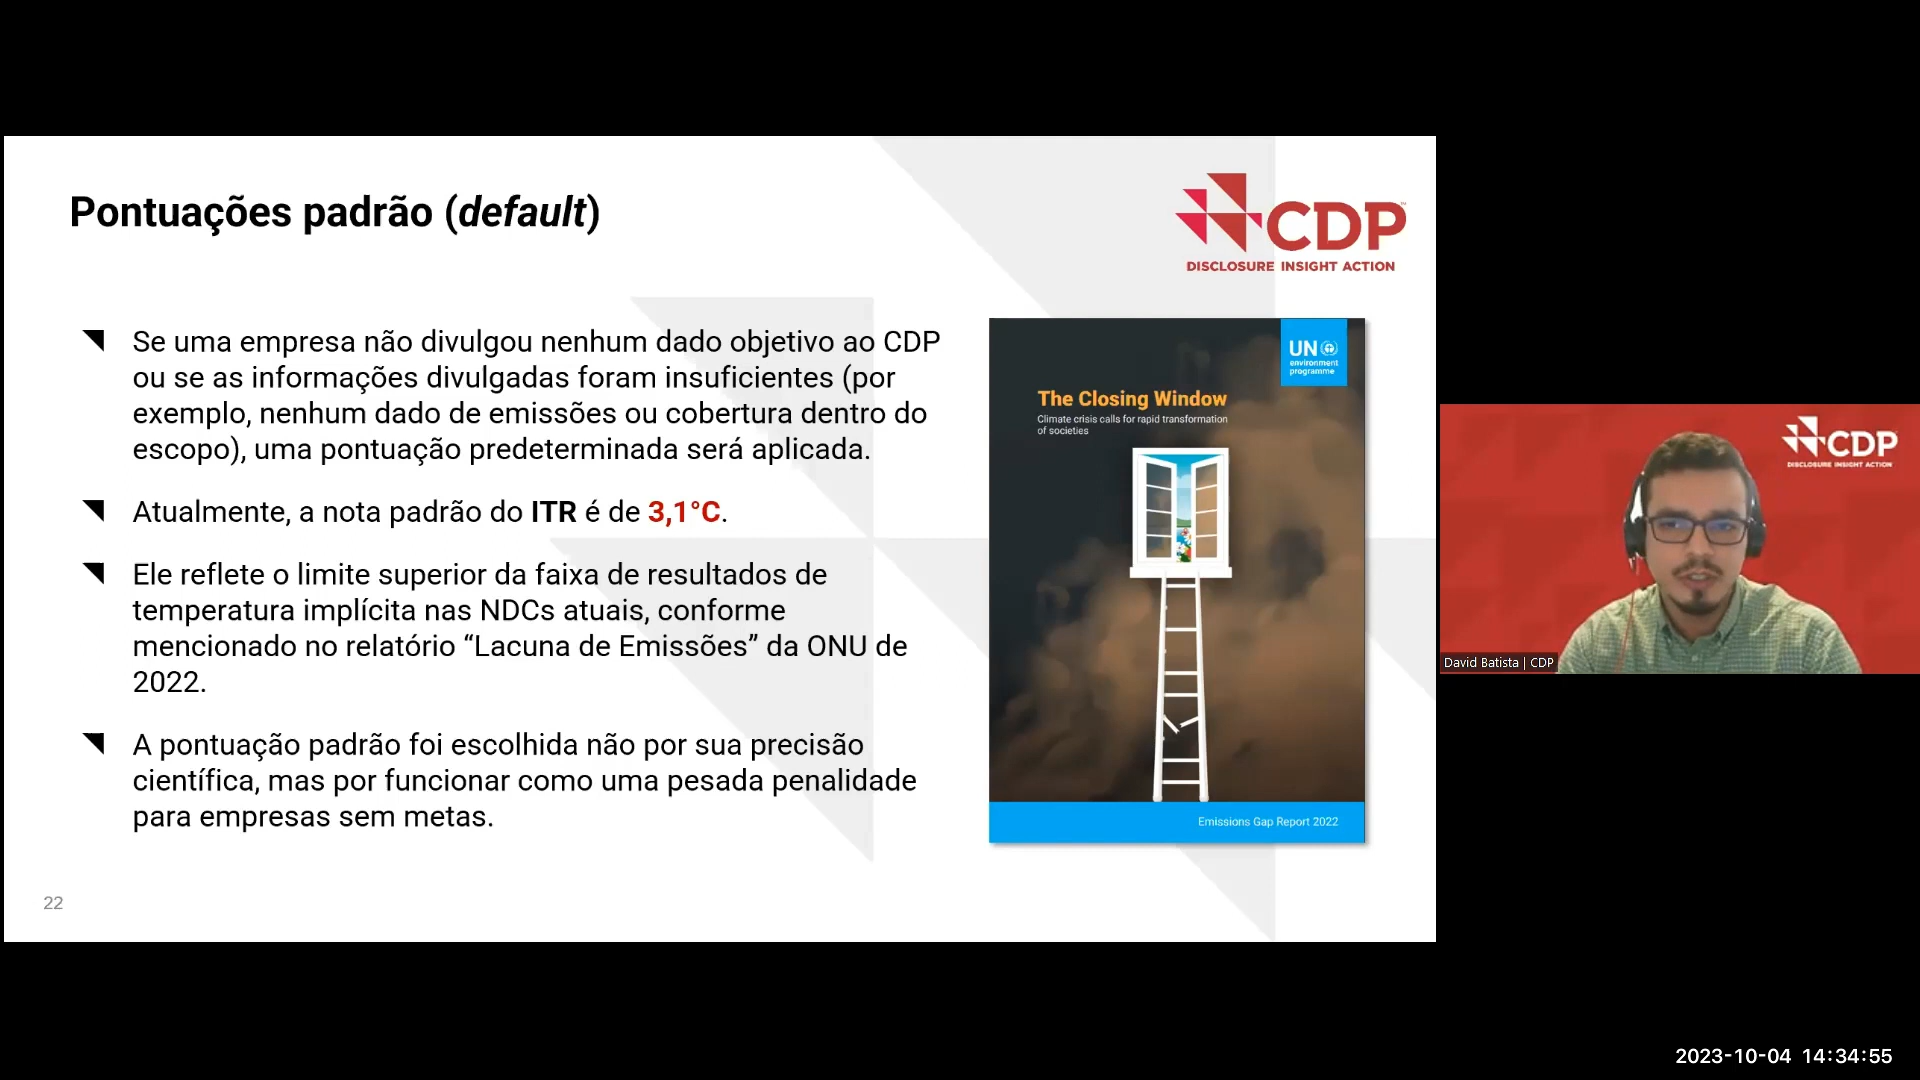 Pontuações padrão (default)
CDP
DISCLOSURE INSIGHT ACTION
Se uma empresa não divulgou nenhum dado objetivo ao CDP
ou se as informações divulgadas foram insuficientes (por
exemplo, nenhum dado de emissões ou cobertura dentro do
escopo), uma pontuação predeterminada será aplicada.
Atualmente, a nota padrão do ITR é de 3,1°C.
Ele reflete o limite superior da faixa de resultados de
temperatura implícita nas NDCs atuais, conforme
mencionado no relatório “Lacuna de Emissões” da ONU de
2022.
A pontuação padrão foi escolhida não por sua precisão
científica, mas por funcionar como uma pesada penalidade
para empresas sem metas.
22
UN
environment
programme
The Closing Window
Climate crisis calls for rapid transformation
of societies
Emissions Gap Report 2022
CDP
DISCLOSURE INSIGHT ACTION
David Batista | CDP
2023-10-04 14:34:55